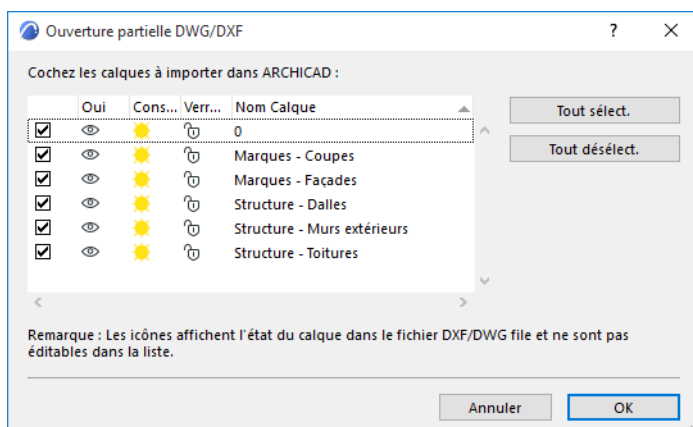 Ouverture partielle DWG/DXF
Cochez les calques à importer dans ARCHICAD :
Oui Cons... Verr... Nom Calque
0
Marques - Coupes
Marques - Façades
Structure - Dalles
Structure - Murs extérieurs
Structure - Toitures
Tout sélect.
Tout désélect.
Remarque : Les icônes affichent l'état du calque dans le fichier DXF/DWG file et ne sont pas
éditables dans la liste.
Annuler OK